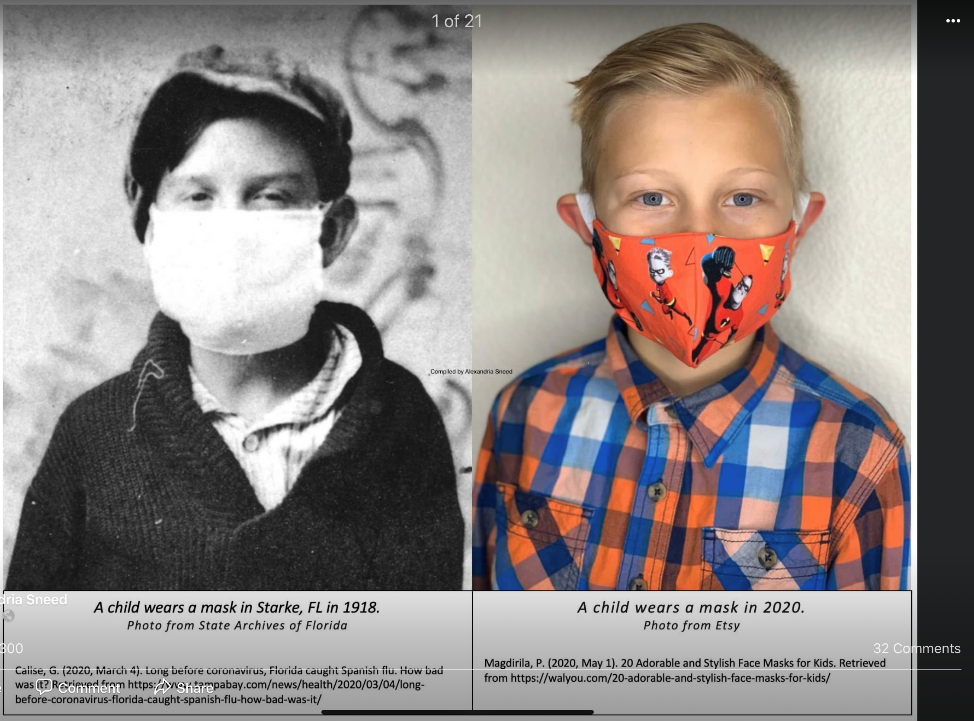 1 of 21
Compiled by Alexandria Sneed
dria Sneed
A child wears a mask in Starke, FL in 1918.
Photo from State Archives of Florida
A child wears a mask in 2020.
Photo from Etsy
300
32 Comments
Calise, G. (2020, March 4). Long before coronavirus, Florida caught Spanish flu. How bad
was it? Retrieved from https://www.tampabay.com/news/health/2020/03/04/long-
before-coronavirus-florida-caught-spanish-flu-how-bad-was-it/
Magdirila, P. (2020, May 1). 20 Adorable and Stylish Face Masks for Kids. Retrieved
from https://walyou.com/20-adorable-and-stylish-face-masks-for-kids/
Comment
Share